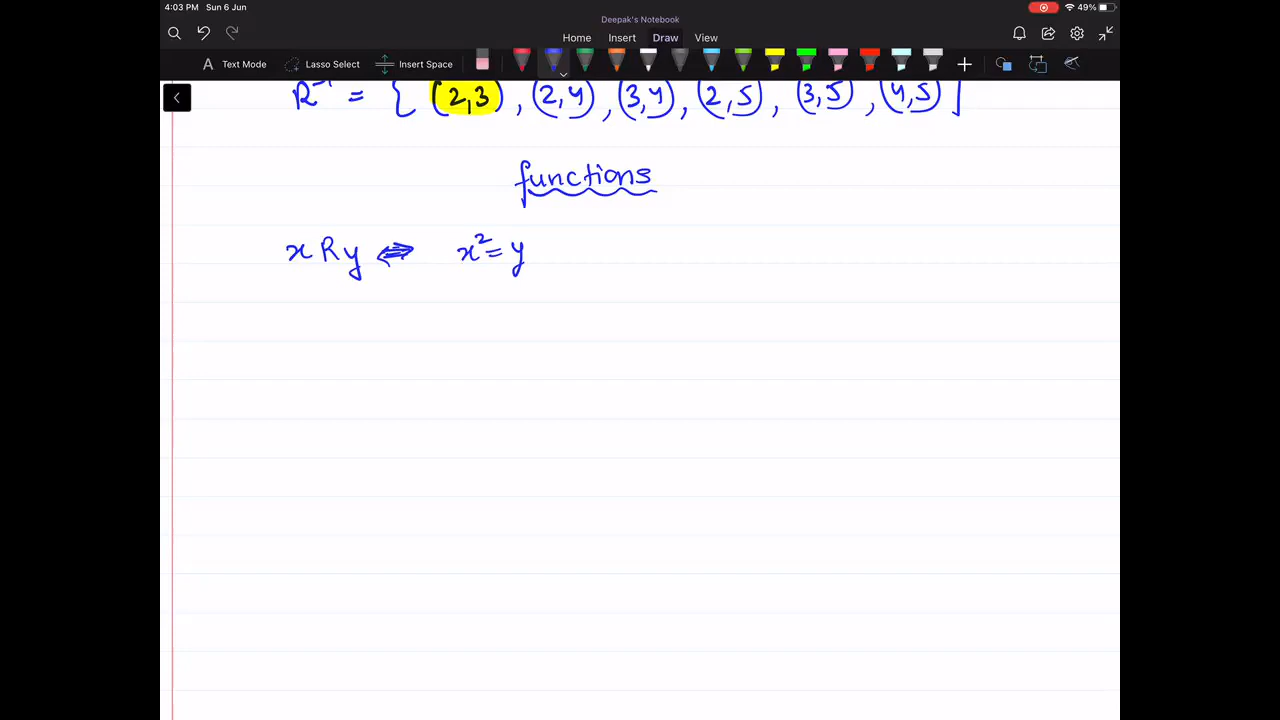 4:03 PM Sun 6 Jun 49%
Deepak's Notebook
Home Insert Draw View
A Text Mode Lasso Select Insert Space
R⁻¹ = { (2,3), (2,4), (3,4), (2,5), (3,5), (4,5) }
functions
x R y ⇔ x² = y